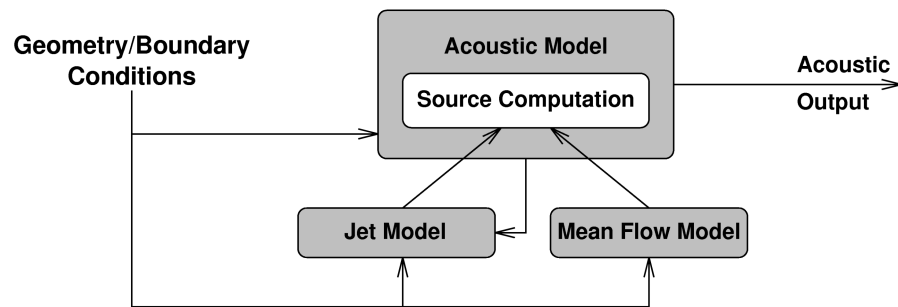 Geometry/Boundary
Conditions
Acoustic Model
Source Computation
Acoustic
Output
Jet Model
Mean Flow Model